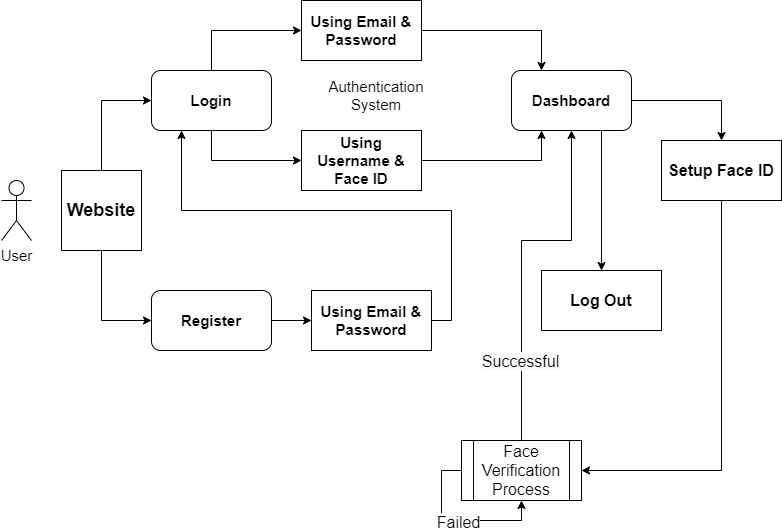 Using Email &
Password
Login
Authentication
System
Dashboard
Using
Username &
Face ID
Setup Face ID
Website
User
Register
Using Email &
Password
Log Out
Successful
Face
Verification
Process
Failed